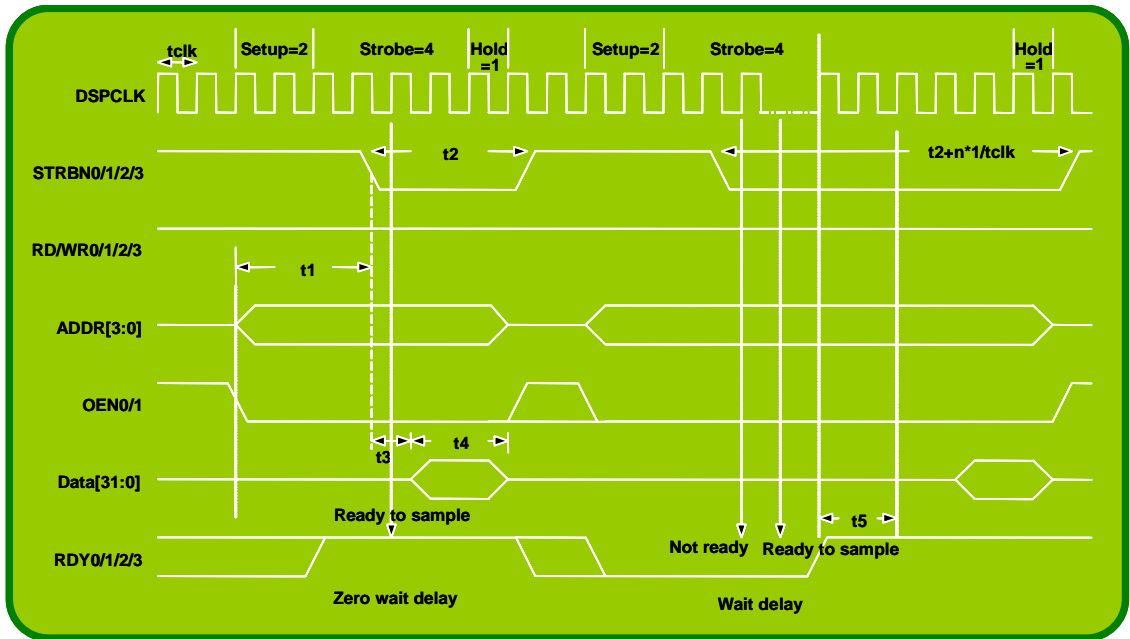 tclk
Setup=2
Strobe=4
Hold
=1
Setup=2
Strobe=4
Hold
=1
DSPCLK
STRBN0/1/2/3
t2
t2+n*1/tclk
RD/WR0/1/2/3
t1
ADDR[3:0]
OEN0/1
t3
t4
Data[31:0]
Ready to sample
t5
Not ready
Ready to sample
RDY0/1/2/3
Zero wait delay
Wait delay